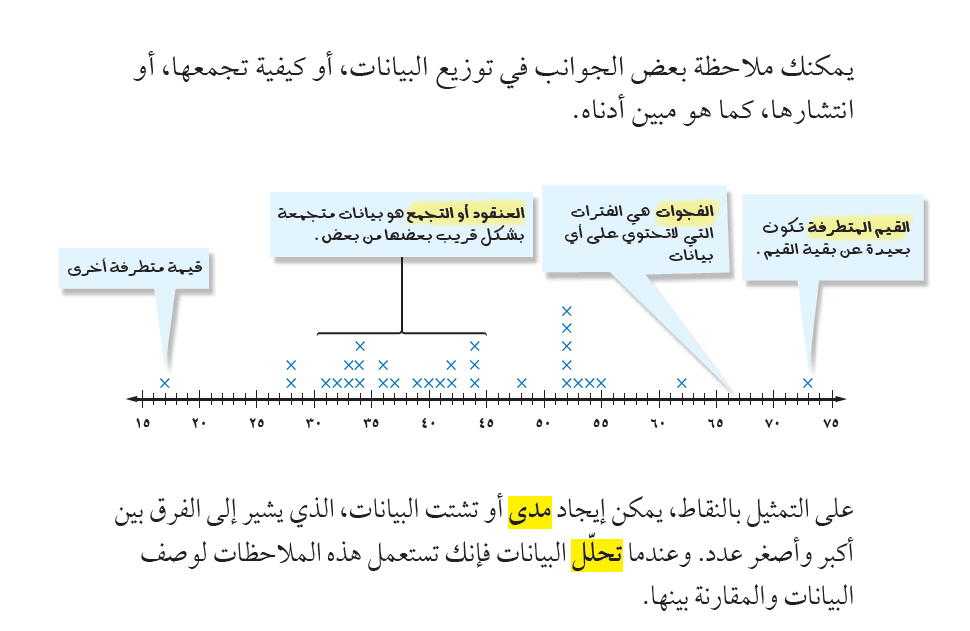 يمكنك ملاحظة بعض الجوانب في توزيع البيانات، أو كيفية تجمعها، أو
انتشارها، كما هو مبين أدناه.
القيم المتطرفة تكون
بعيدة عن بقية القيم .
الفجوات هي الفترات
التي لاتحتوي على أي
بيانات
العنقود أو التجمع هو بيانات متجمعة
بشكل قريب بعضها من بعض .
قيمة متطرفة أخرى
١٥ ٢٠ ٢٥ ٣٠ ٣٥ ٤٠ ٤٥ ٥٠ ٥٥ ٦٠ ٦٥ ٧٠ ٧٥
على التمثيل بالنقاط، يمكن إيجاد مدى أو تشتت البيانات، الذي يشير إلى الفرق بين
أكبر وأصغر عدد. وعندما تحلّل البيانات فإنك تستعمل هذه الملاحظات لوصف
البيانات والمقارنة بينها.